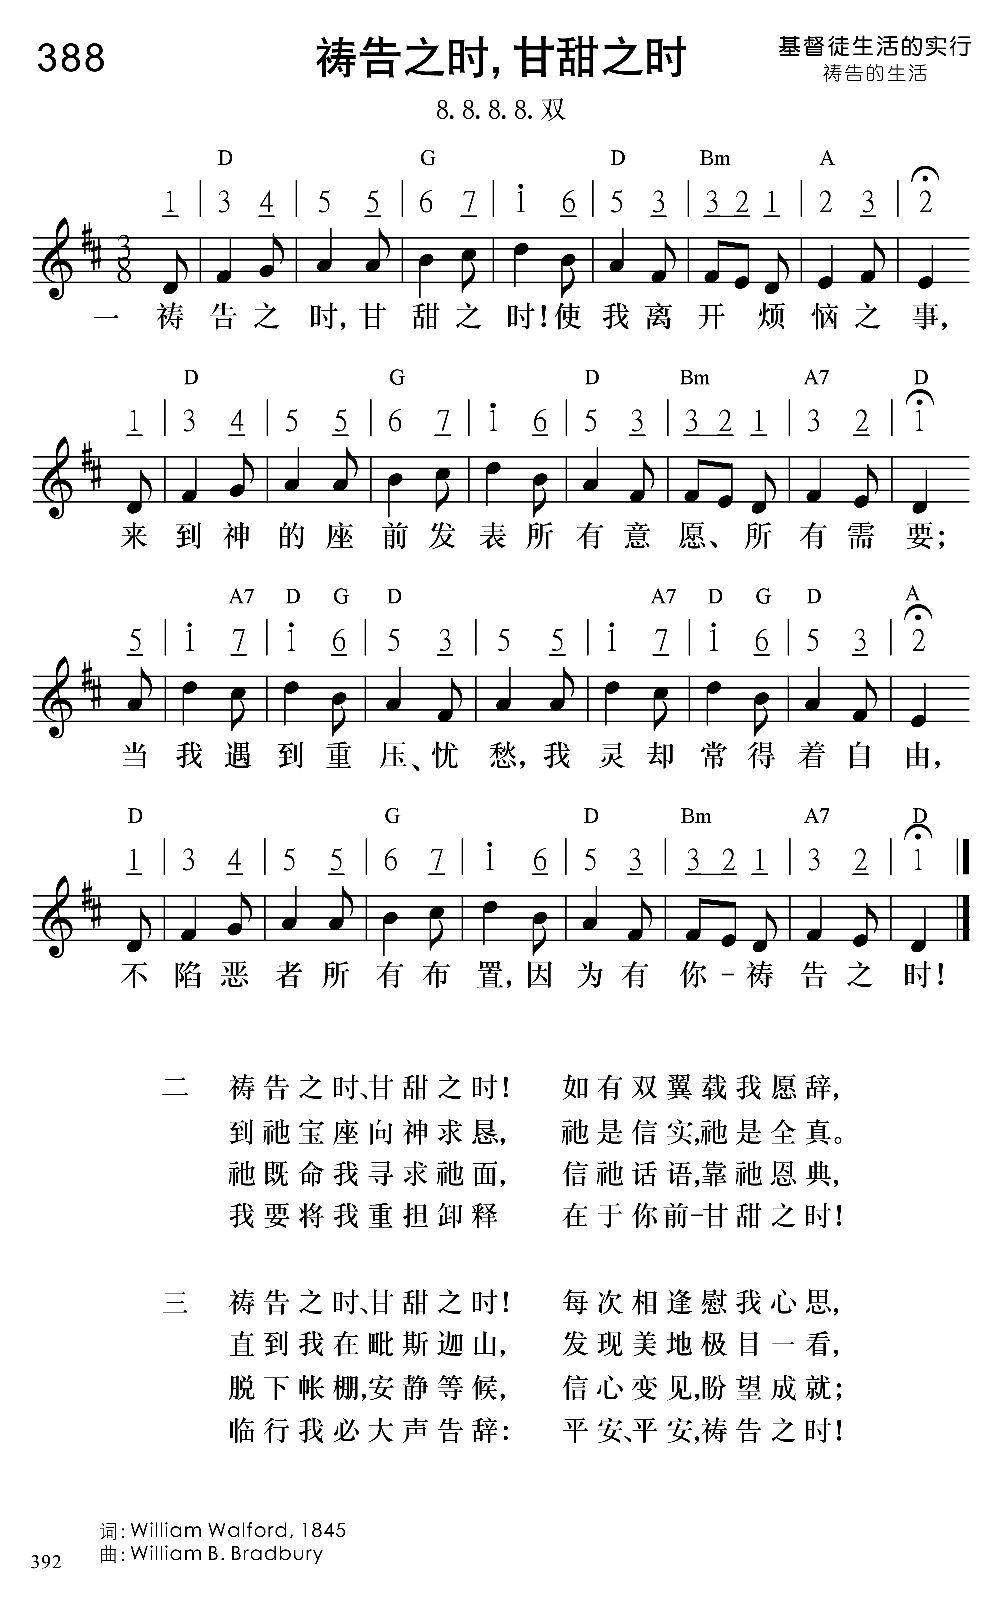 388
祷告之时,甘甜之时
基督徒生活的实行
祷告的生活
8. 8. 8. 8. 双
D G D Bm A
1 | 3 4 | 5 5 | 6 7 | 1 6 | 5 3 | 3 2 1 | 2 3 | 2
3
8
一 祷告之时,甘甜之时!使我离开烦恼之事,
D G D Bm A7 D
1 | 3 4 | 5 5 | 6 7 | 1 6 | 5 3 | 3 2 1 | 3 2 | 1
来到神的座前发表所有意愿、所有需要;
A7 D G D A7 D G D A
5 | 1 7 | 1 6 | 5 3 | 5 5 | 1 7 | 1 6 | 5 3 | 2
当我遇到重压、忧愁,我灵却常得着自由,
D G D Bm A7 D
1 | 3 4 | 5 5 | 6 7 | 1 6 | 5 3 | 3 2 1 | 3 2 | 1
不陷恶者所有布置,因为有你-祷告之时!
二 祷告之时、甘甜之时! 如有双翼载我愿辞,
到祂宝座向神求恳, 祂是信实,祂是全真。
祂既命我寻求祂面, 信祂话语,靠祂恩典,
我要将我重担卸释 在于你前-甘甜之时!
三 祷告之时、甘甜之时! 每次相逢慰我心思,
直到我在毗斯迦山, 发现美地极目一看,
脱下帐棚,安静等候, 信心变见,盼望成就;
临行我必大声告辞: 平安、平安,祷告之时!
词: William Walford, 1845
曲: William B. Bradbury
392